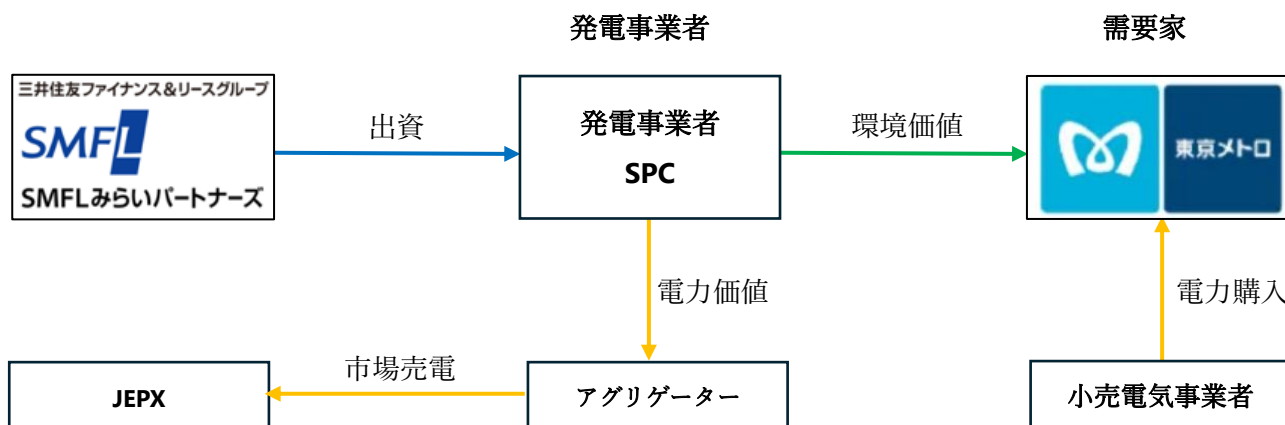 発電事業者
需要家
三井住友ファイナンス&リースグループ
SMFL
SMFLみらいパートナーズ
出資
発電事業者
SPC
環境価値
東京メトロ
電力価値
電力購入
市場売電
JEPX
アグリゲーター
小売電気事業者